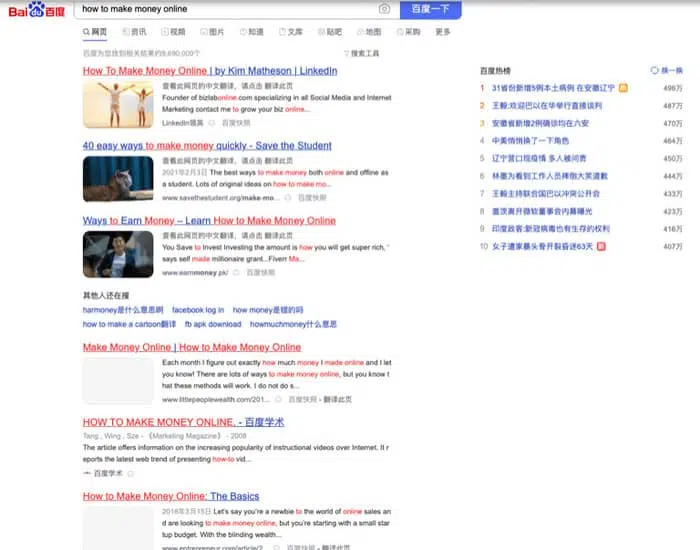 Bai du 百度
how to make money online
百度一下
网页 资讯 视频 图片 知道 文库 贴吧 地图 采购 更多
百度为您找到相关结果约9,690,000个
搜索工具
How To Make Money Online | by Kim Matheson | LinkedIn
查看此网页的中文翻译，请点击 翻译此页
Founder of bizlabonline.com specializing in all Social Media and Internet
Marketing contact me to grow your biz online...
LinkedIn领英 百度快照
40 easy ways to make money quickly - Save the Student
查看此网页的中文翻译，请点击 翻译此页
2021年2月3日 The best ways to make money both online and offline as
a student. Lots of original ideas on how to make mo...
www.savethestudent.org/make-mo... 百度快照
Ways to Earn Money – Learn How to Make Money Online
查看此网页的中文翻译，请点击 翻译此页
You Save to Invest Investing the amount is how you will get super rich, '
says self made millionaire grant...Fiverr Ma...
www.earnmoney.pk/ 百度快照
其他人还在搜
harmoney是什么意思啊 facebook log in how money是错的吗
how to make a cartoon翻译 fb apk download howmuchmoney什么意思
Make Money Online | How to Make Money Online
Each month I figure out exactly how much money I made online and I let
you know! There are lots of ways to make money online, but you know t
hat these methods will work. I do not do s...
www.littlepeoplewealth.com/201... 百度快照 - 翻译此页
HOW TO MAKE MONEY ONLINE. - 百度学术
Tang , Wing , Sze - 《Marketing Magazine》 - 2008
The article offers information on the increasing popularity of instructional videos over Internet. It r
eports the latest web trend of presenting how-to vid...
百度学术
How to Make Money Online: The Basics
2016年3月15日 Let's say you're a newbie to the world of online sales an
d are looking to make money online, but you're starting with a small star
tup budget. With the blinding wealth...
www.entrepreneur.com/article/2... 百度快照 - 翻译此页
百度热榜 换一换
1 31省份新增5例本土病例 在安徽辽宁 498万
2 王毅:欢迎巴以在华举行直接谈判 487万
3 安徽新增2例确诊均在六安 470万
4 中美悄悄换了一下角色 464万
5 辽宁营口现疫情 多人被问责 450万
6 林墨为看到工作人员摔倒大笑道歉 444万
7 王毅主持联合国巴以冲突公开会 433万
8 盖茨离开微软董事会内幕曝光 423万
9 印度政客:新冠病毒也有生存的权利 416万
10 女子遭家暴头骨开裂昏迷63天 407万